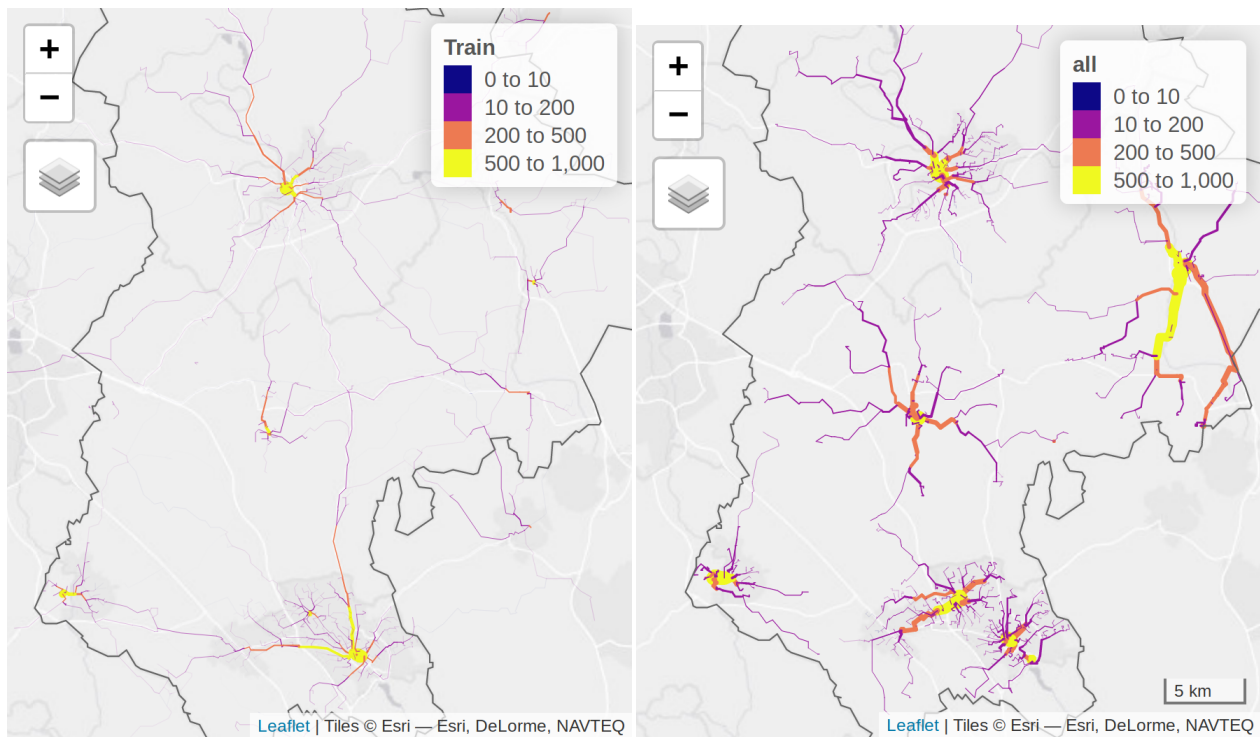 +
−
Train
0 to 10
10 to 200
200 to 500
500 to 1,000
Leaflet | Tiles © Esri — Esri, DeLorme, NAVTEQ
+
−
all
0 to 10
10 to 200
200 to 500
500 to 1,000
5 km
Leaflet | Tiles © Esri — Esri, DeLorme, NAVTEQ